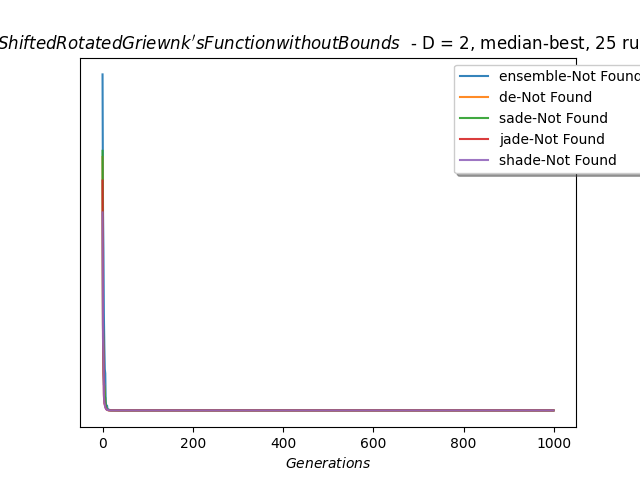 ShiftedRotatedGriewnk'sFunctionwithoutBounds - D = 2, median-best, 25 ru
ensemble-Not Found
de-Not Found
sade-Not Found
jade-Not Found
shade-Not Found
0 200 400 600 800 1000
Generations